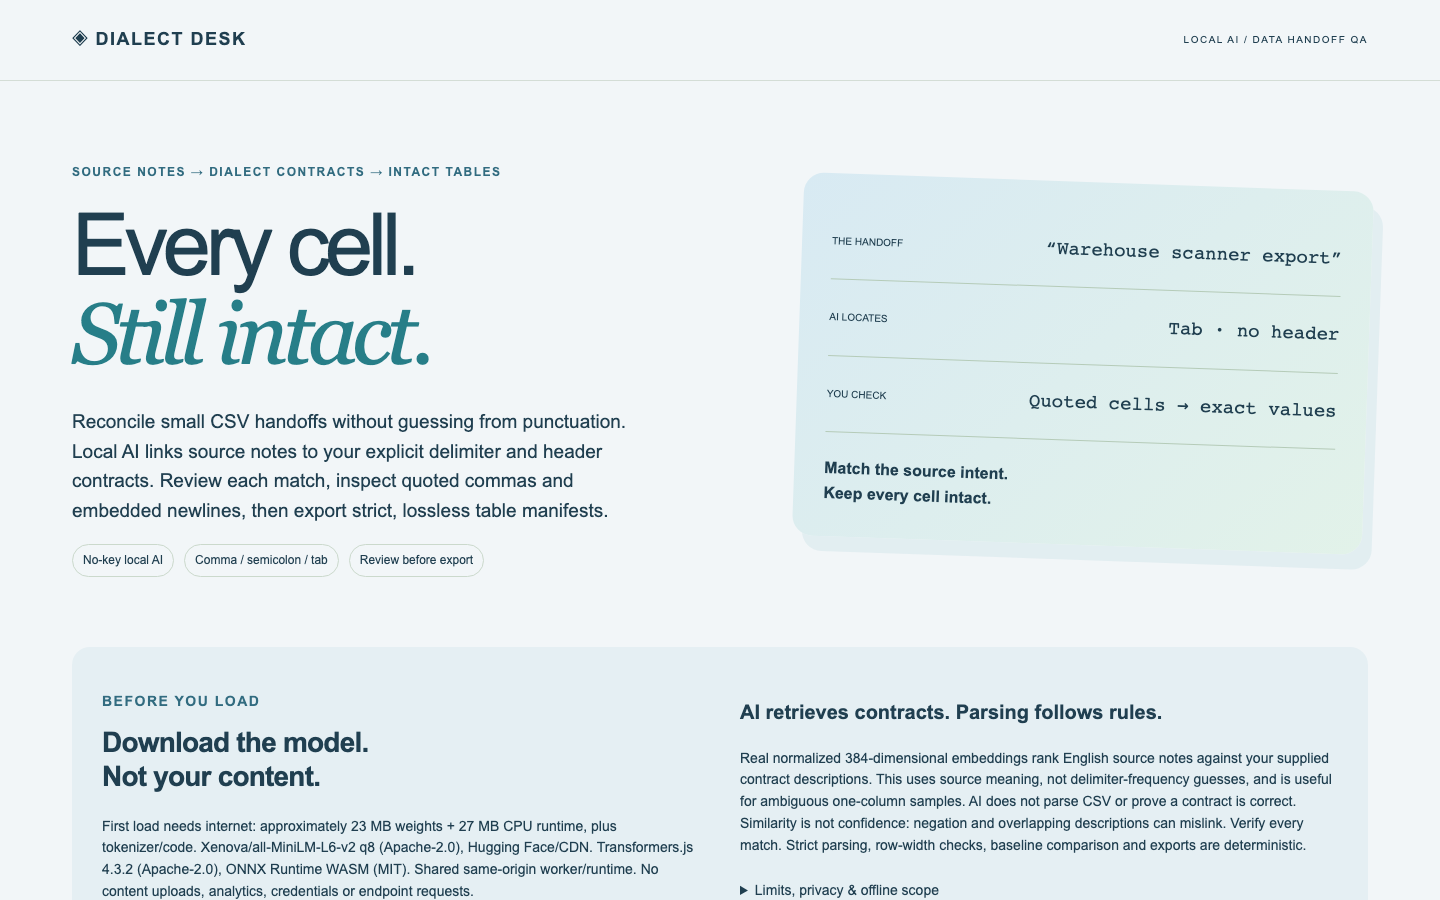 ◈ DIALECT DESK
LOCAL AI / DATA HANDOFF QA
SOURCE NOTES → DIALECT CONTRACTS → INTACT TABLES
Every cell.
Still intact.
Reconcile small CSV handoffs without guessing from punctuation.
Local AI links source notes to your explicit delimiter and header
contracts. Review each match, inspect quoted commas and
embedded newlines, then export strict, lossless table manifests.
No-key local AI
Comma / semicolon / tab
Review before export
THE HANDOFF
“Warehouse scanner export”
AI LOCATES
Tab · no header
YOU CHECK
Quoted cells → exact values
Match the source intent.
Keep every cell intact.
BEFORE YOU LOAD
Download the model.
Not your content.
First load needs internet: approximately 23 MB weights + 27 MB CPU runtime, plus
tokenizer/code. Xenova/all-MiniLM-L6-v2 q8 (Apache-2.0), Hugging Face/CDN. Transformers.js
4.3.2 (Apache-2.0), ONNX Runtime WASM (MIT). Shared same-origin worker/runtime. No
content uploads, analytics, credentials or endpoint requests.
AI retrieves contracts. Parsing follows rules.
Real normalized 384-dimensional embeddings rank English source notes against your supplied
contract descriptions. This uses source meaning, not delimiter-frequency guesses, and is useful
for ambiguous one-column samples. AI does not parse CSV or prove a contract is correct.
Similarity is not confidence: negation and overlapping descriptions can mislink. Verify every
match. Strict parsing, row-width checks, baseline comparison and exports are deterministic.
▶ Limits, privacy & offline scope